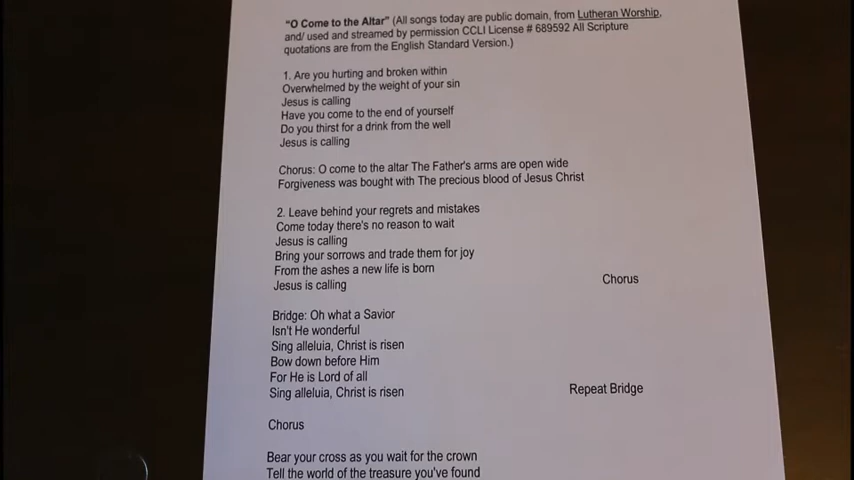 "O Come to the Altar" (All songs today are public domain, from Lutheran Worship,
and/ used and streamed by permission CCLI License # 689592 All Scripture
quotations are from the English Standard Version.)
1. Are you hurting and broken within
Overwhelmed by the weight of your sin
Jesus is calling
Have you come to the end of yourself
Do you thirst for a drink from the well
Jesus is calling
Chorus: O come to the altar The Father's arms are open wide
Forgiveness was bought with The precious blood of Jesus Christ
2. Leave behind your regrets and mistakes
Come today there's no reason to wait
Jesus is calling
Bring your sorrows and trade them for joy
From the ashes a new life is born
Jesus is calling Chorus
Bridge: Oh what a Savior
Isn't He wonderful
Sing alleluia, Christ is risen
Bow down before Him
For He is Lord of all
Sing alleluia, Christ is risen Repeat Bridge
Chorus
Bear your cross as you wait for the crown
Tell the world of the treasure you've found